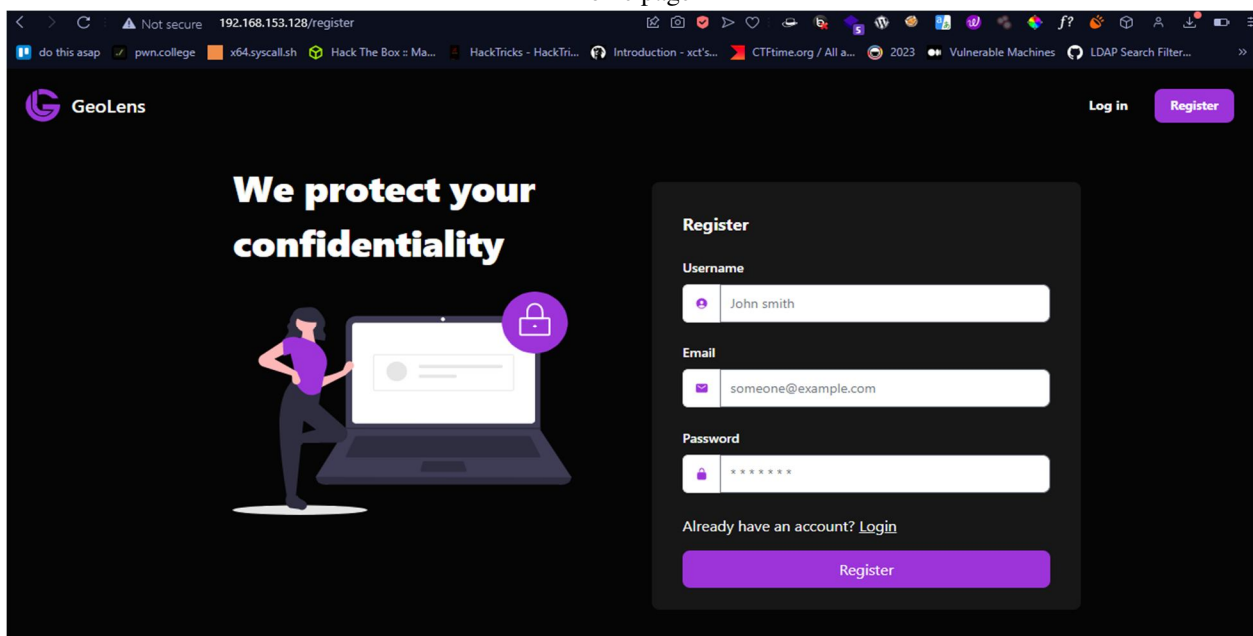 Not secure 192.168.153.128/register
do this asap pwn.college x64.syscall.sh Hack The Box :: Ma... HackTricks - HackTri... Introduction - xct's... CTFtime.org / All a... 2023 Vulnerable Machines LDAP Search Filter... »
GeoLens
Log in Register
We protect your
confidentiality
Register
Username
John smith
Email
someone@example.com
Password
*******
Already have an account? Login
Register